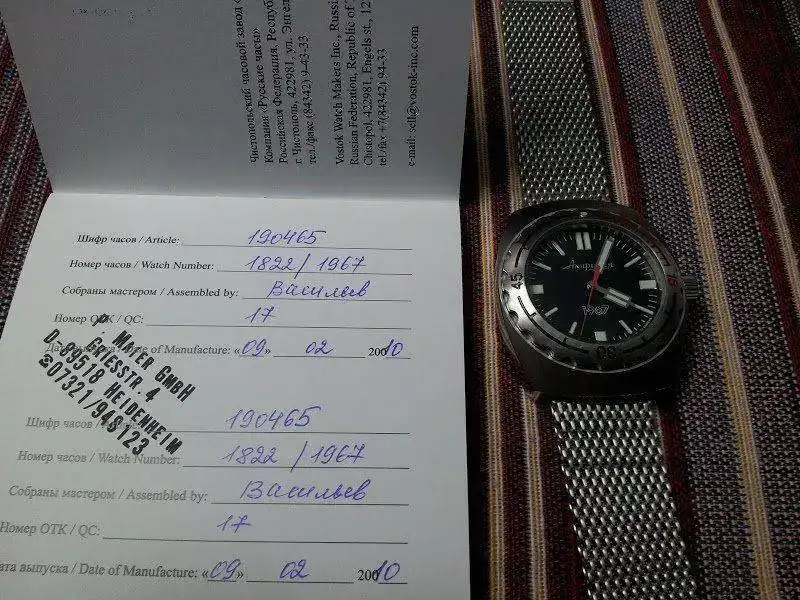 Чистопольский часовой завод «
Компания «Русские часы»
Российская Федерация, Респуб
г. Чистополь, 422981, ул. Энгел
тел./факс (84342) 9-43-33
Vostok Watch Makers Inc., Russia
Russian Federation, Republic of T
Chistopol, 422981, Engels st., 12
tel./fax +7(84342) 94-33
e-mail: sell@vostok-inc.com
Шифр часов / Article: 190465
Номер часов / Watch Number: 1822/1967
Собраны мастером / Assembled by: Васильев
Номер ОТК / QC: 17
Date of Manufacture: «09» 02 20010
P. MAIER GMBH
GRIESSTR 4
D-89518 HEIDENHEIM
☎07321/948123
Шифр часов / 190465
Номер часов / Watch Number: 1822/1967
Собраны мастером / Assembled by: Васильев
Номер ОТК / QC: 17
ата выпуска / Date of Manufacture: «09» 02 20010
45
Амфибия
1967